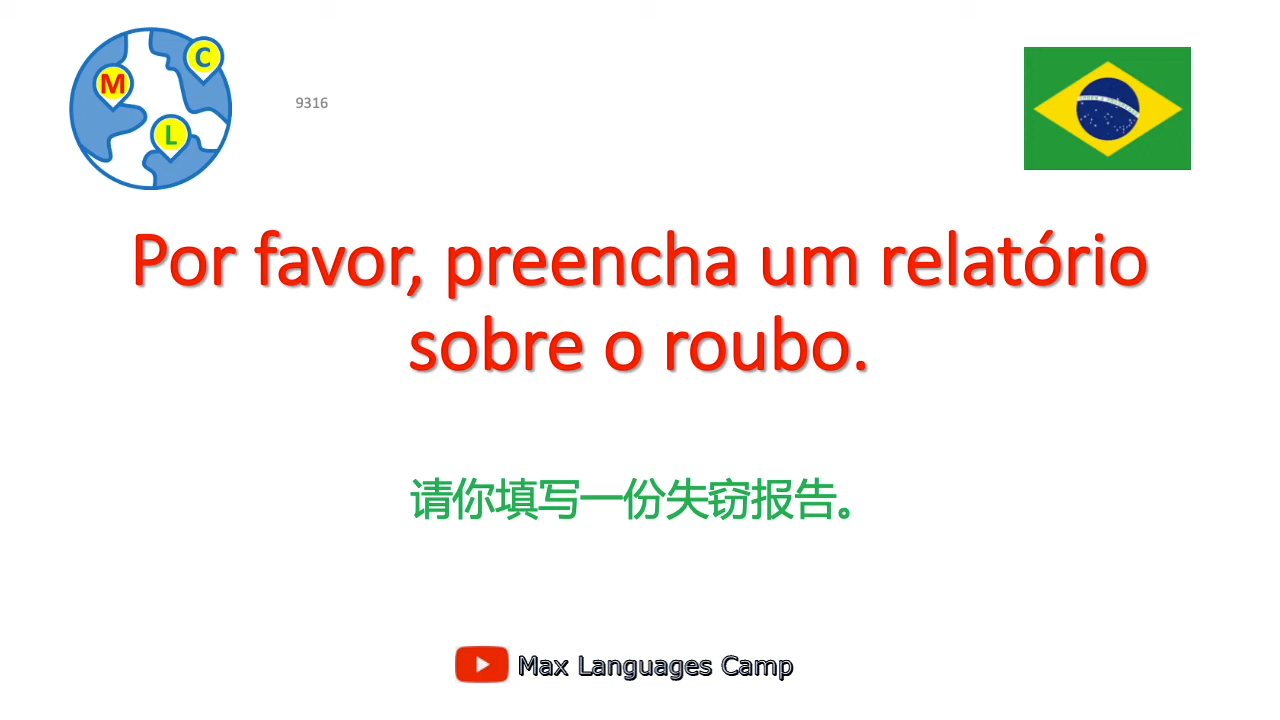 M
C
L
9316
Por favor, preencha um relatório
sobre o roubo.
请你填写一份失窃报告。
Max Languages Camp